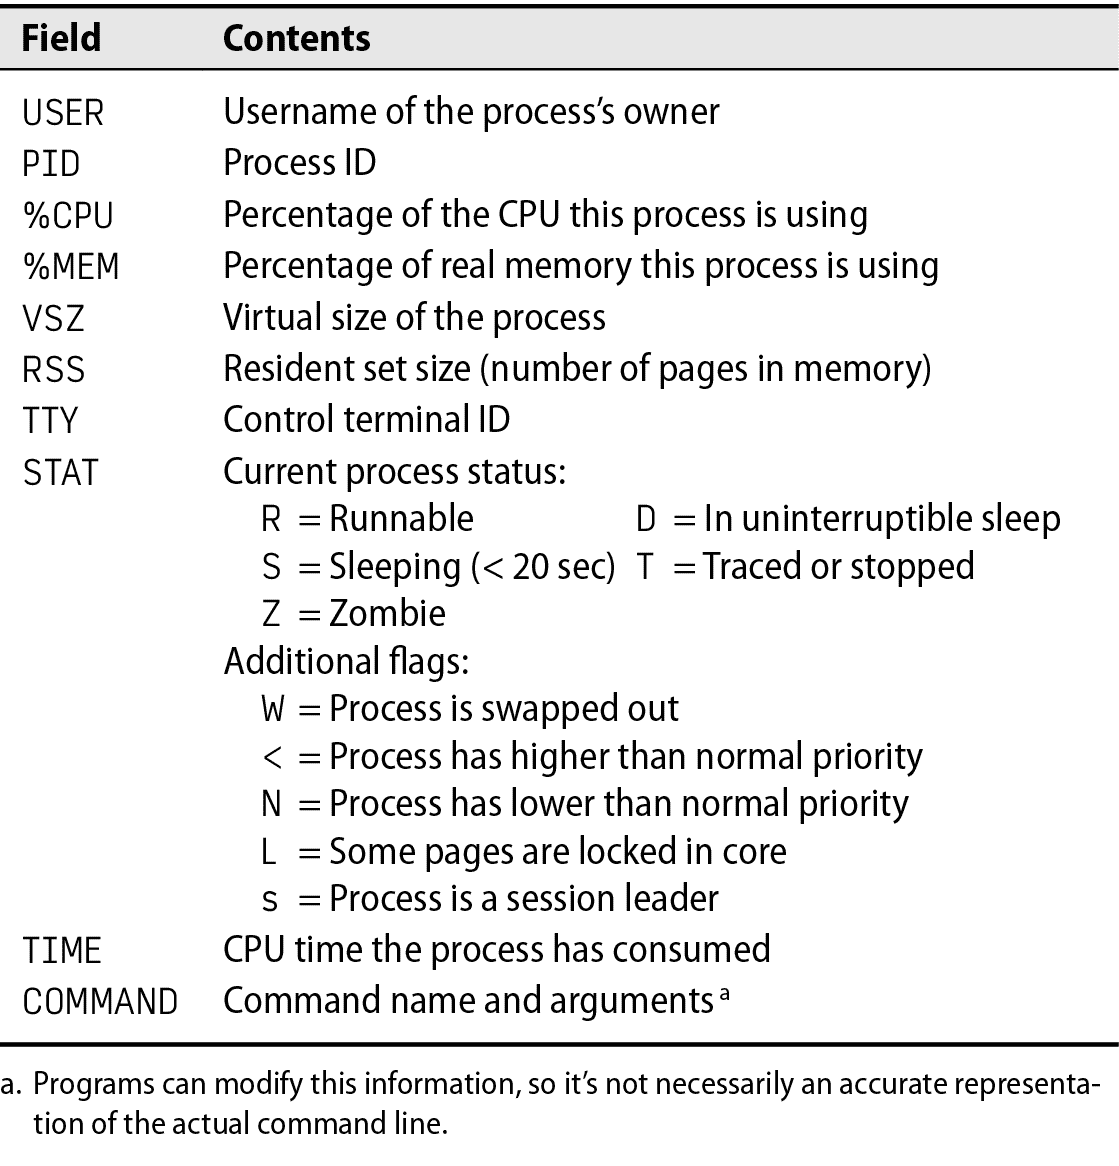 Field Contents
USER Username of the process’s owner
PID Process ID
%CPU Percentage of the CPU this process is using
%MEM Percentage of real memory this process is using
VSZ Virtual size of the process
RSS Resident set size (number of pages in memory)
TTY Control terminal ID
STAT Current process status:
R = Runnable D = In uninterruptible sleep
S = Sleeping (< 20 sec) T = Traced or stopped
Z = Zombie
Additional flags:
W = Process is swapped out
< = Process has higher than normal priority
N = Process has lower than normal priority
L = Some pages are locked in core
s = Process is a session leader
TIME CPU time the process has consumed
COMMAND Command name and arguments a
a. Programs can modify this information, so it’s not necessarily an accurate representa-
tion of the actual command line.